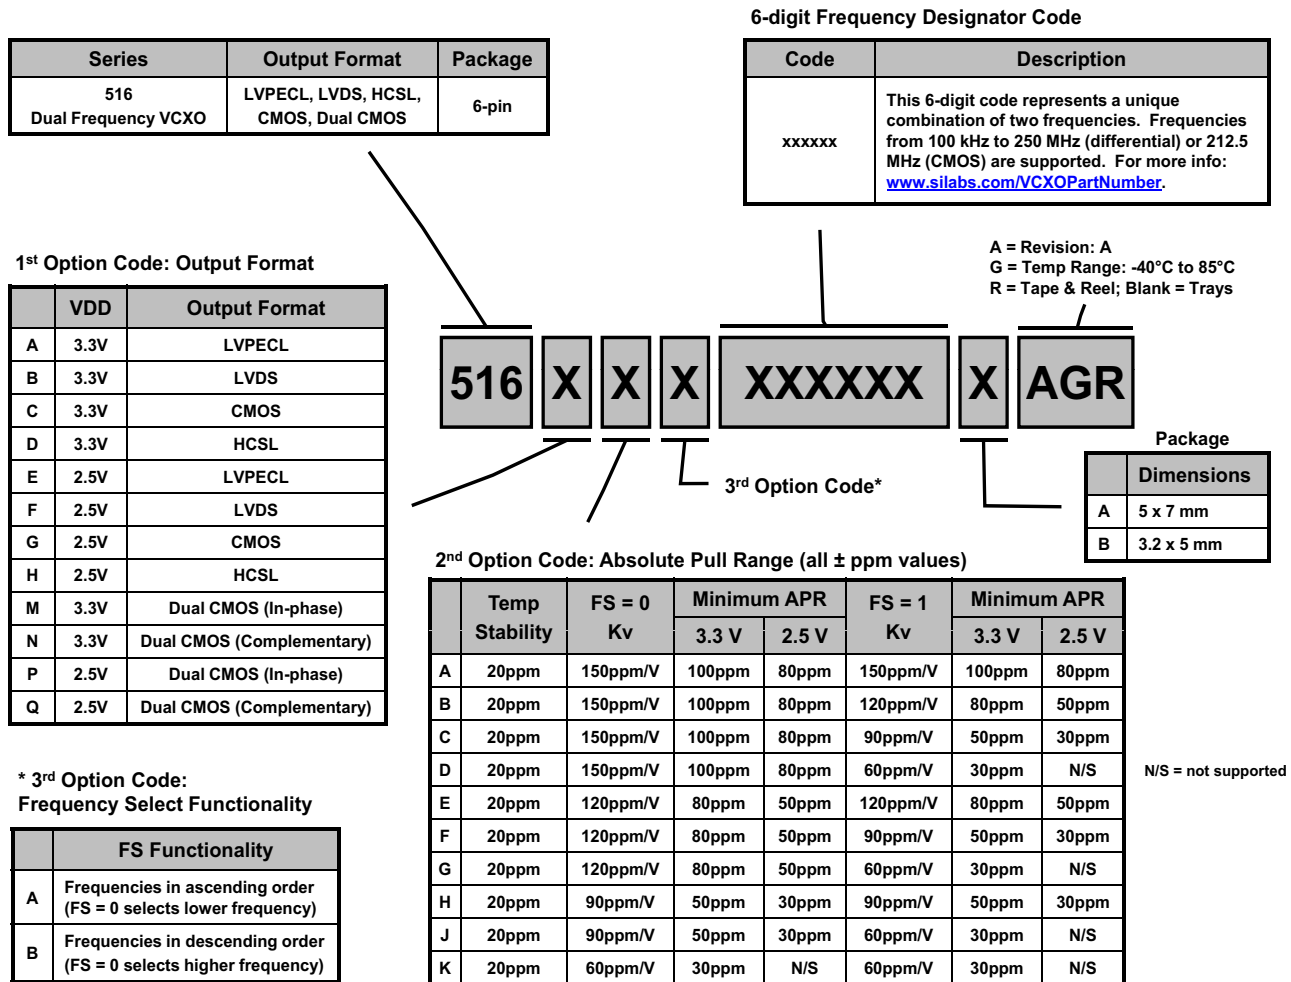 6-digit Frequency Designator Code
Series Output Format Package
516 Dual Frequency VCXO LVPECL, LVDS, HCSL, CMOS, Dual CMOS 6-pin
Code Description
xxxxxx This 6-digit code represents a unique
combination of two frequencies. Frequencies
from 100 kHz to 250 MHz (differential) or 212.5
MHz (CMOS) are supported. For more info:
www.silabs.com/VCXOPartNumber.
A = Revision: A
G = Temp Range: -40°C to 85°C
R = Tape & Reel; Blank = Trays
1st Option Code: Output Format
VDD Output Format
A 3.3V LVPECL
B 3.3V LVDS
C 3.3V CMOS
D 3.3V HCSL
E 2.5V LVPECL
F 2.5V LVDS
G 2.5V CMOS
H 2.5V HCSL
M 3.3V Dual CMOS (In-phase)
N 3.3V Dual CMOS (Complementary)
P 2.5V Dual CMOS (In-phase)
Q 2.5V Dual CMOS (Complementary)
516 X X X XXXXXX X AGR
3rd Option Code*
Package
Dimensions
A 5 x 7 mm
B 3.2 x 5 mm
2nd Option Code: Absolute Pull Range (all ± ppm values)
Temp Stability FS = 0 Kv Minimum APR FS = 1 Kv Minimum APR
3.3 V 2.5 V 3.3 V 2.5 V
A 20ppm 150ppm/V 100ppm 80ppm 150ppm/V 100ppm 80ppm
B 20ppm 150ppm/V 100ppm 80ppm 120ppm/V 80ppm 50ppm
C 20ppm 150ppm/V 100ppm 80ppm 90ppm/V 50ppm 30ppm
D 20ppm 150ppm/V 100ppm 80ppm 60ppm/V 30ppm N/S
E 20ppm 120ppm/V 80ppm 50ppm 120ppm/V 80ppm 50ppm
F 20ppm 120ppm/V 80ppm 50ppm 90ppm/V 50ppm 30ppm
G 20ppm 120ppm/V 80ppm 50ppm 60ppm/V 30ppm N/S
H 20ppm 90ppm/V 50ppm 30ppm 90ppm/V 50ppm 30ppm
J 20ppm 90ppm/V 50ppm 30ppm 60ppm/V 30ppm N/S
K 20ppm 60ppm/V 30ppm N/S 60ppm/V 30ppm N/S
N/S = not supported
* 3rd Option Code:
Frequency Select Functionality
FS Functionality
A Frequencies in ascending order
(FS = 0 selects lower frequency)
B Frequencies in descending order
(FS = 0 selects higher frequency)